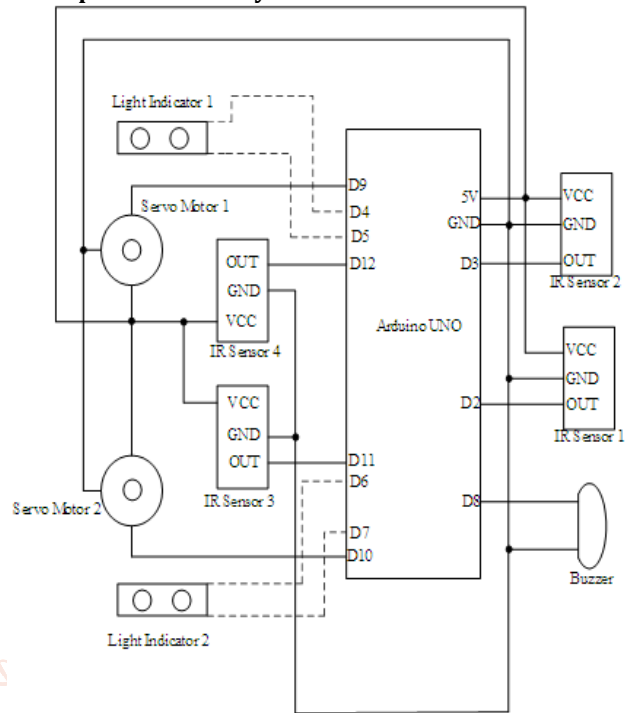 Light Indicator 1
D9
Servo Motor 1
D4
D5
D12
OUT
GND
VCC
IR Sensor 4
5V
GND
D3
VCC
GND
OUT
IR Sensor 2
Arduino UNO
VCC
GND
OUT
IR Sensor 1
D2
VCC
GND
OUT
IR Sensor 3
D11
D6
D7
D10
Servo Motor 2
D8
Buzzer
Light Indicator 2